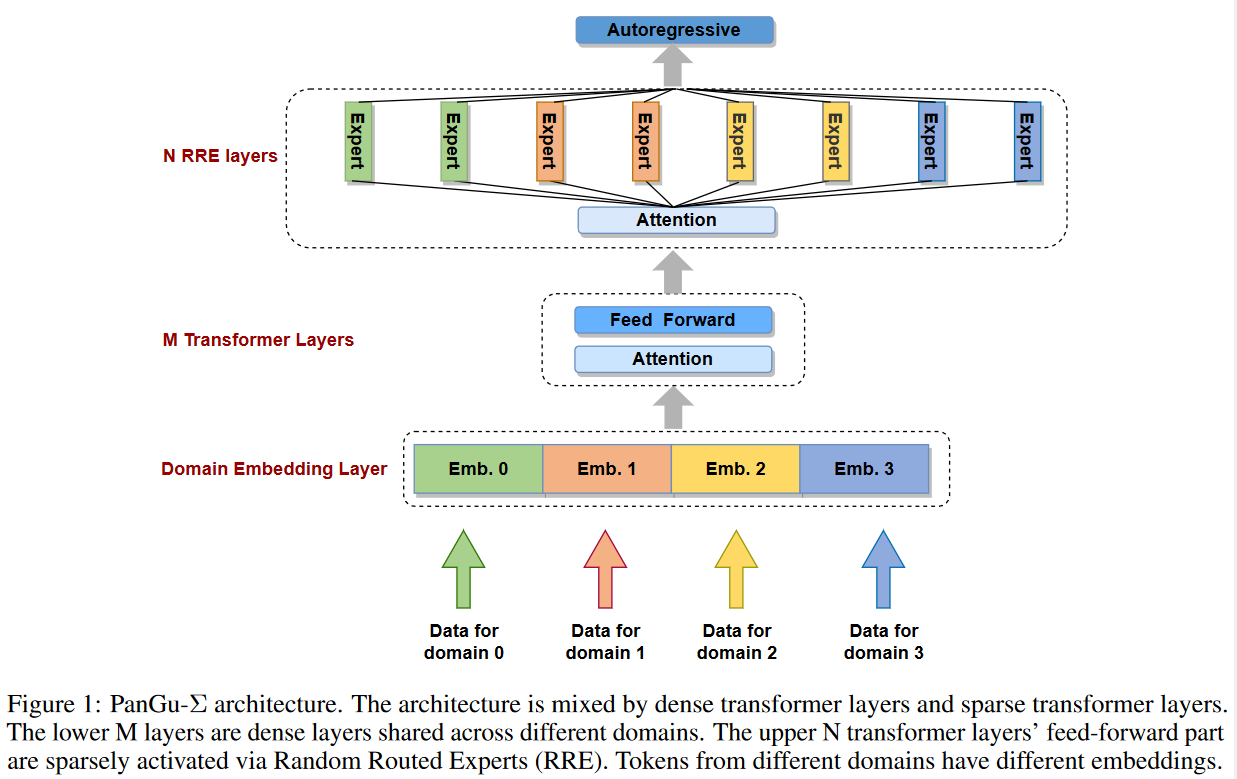 Autoregressive
Expert Expert Expert Expert Expert Expert Expert Expert
N RRE layers
Attention
Feed Forward
M Transformer Layers
Attention
Domain Embedding Layer
Emb. 0 Emb. 1 Emb. 2 Emb. 3
Data for domain 0
Data for domain 1
Data for domain 2
Data for domain 3
Figure 1: PanGu-Σ architecture. The architecture is mixed by dense transformer layers and sparse transformer layers.
The lower M layers are dense layers shared across different domains. The upper N transformer layers’ feed-forward part
are sparsely activated via Random Routed Experts (RRE). Tokens from different domains have different embeddings.